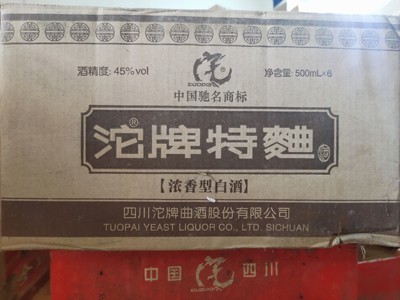 酒精度: 45%vol
净含量: 500mL×6
中国驰名商标
沱牌特麯
®
【浓香型白酒】
四川沱牌曲酒股份有限公司
TUOPAI YEAST LIQUOR CO., LTD. SICHUAN
中国 四川